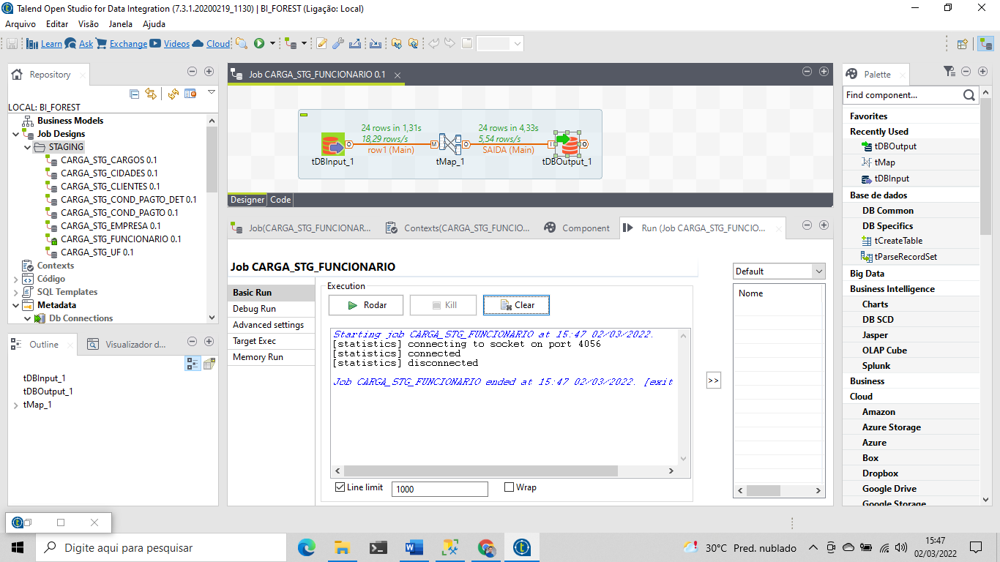 Talend Open Studio for Data Integration (7.3.1.20200219_1130) | BI_FOREST (Ligação: Local)
Arquivo Editar Visão Janela Ajuda
Learn Ask Exchange Videos Cloud
Repository
LOCAL: BI_FOREST
Business Models
Job Designs
STAGING
CARGA_STG_CARGOS 0.1
CARGA_STG_CIDADES 0.1
CARGA_STG_CLIENTES 0.1
CARGA_STG_COND_PAGTO_DET 0.1
CARGA_STG_COND_PAGTO 0.1
CARGA_STG_EMPRESA 0.1
CARGA_STG_FUNCIONARIO 0.1
CARGA_STG_UF 0.1
Contexts
Código
SQL Templates
Metadata
Db Connections
Outline Visualizador d...
tDBInput_1
tDBOutput_1
tMap_1
Job CARGA_STG_FUNCIONARIO 0.1
24 rows in 1,31s 24 rows in 4,33s
18,29 rows/s 5,54 rows/s
row1 (Main) SAIDA (Main)
tDBInput_1 tMap_1 tDBOutput_1
Designer Code
Job(CARGA_STG_FUNCIONAR... Contexts(CARGA_STG_FUNCIO... Component Run (Job CARGA_STG_FUNCIO...
Job CARGA_STG_FUNCIONARIO
Basic Run
Debug Run
Advanced settings
Target Exec
Memory Run
Execution
Rodar Kill Clear
Starting job CARGA_STG_FUNCIONARIO at 15:47 02/03/2022.
[statistics] connecting to socket on port 4056
[statistics] connected
[statistics] disconnected
Job CARGA_STG_FUNCIONARIO ended at 15:47 02/03/2022. [exit
Line limit 1000 Wrap
Default
Nome
>>
Palette
Find component...
Favorites
Recently Used
tDBOutput
tMap
tDBInput
Base de dados
DB Common
DB Specifics
tCreateTable
tParseRecordSet
Big Data
Business Intelligence
Charts
DB SCD
Jasper
OLAP Cube
Splunk
Business
Cloud
Amazon
Azure Storage
Azure
Box
Dropbox
Google Drive
Google Storage
Digite aqui para pesquisar
30°C Pred. nublado
15:47
02/03/2022